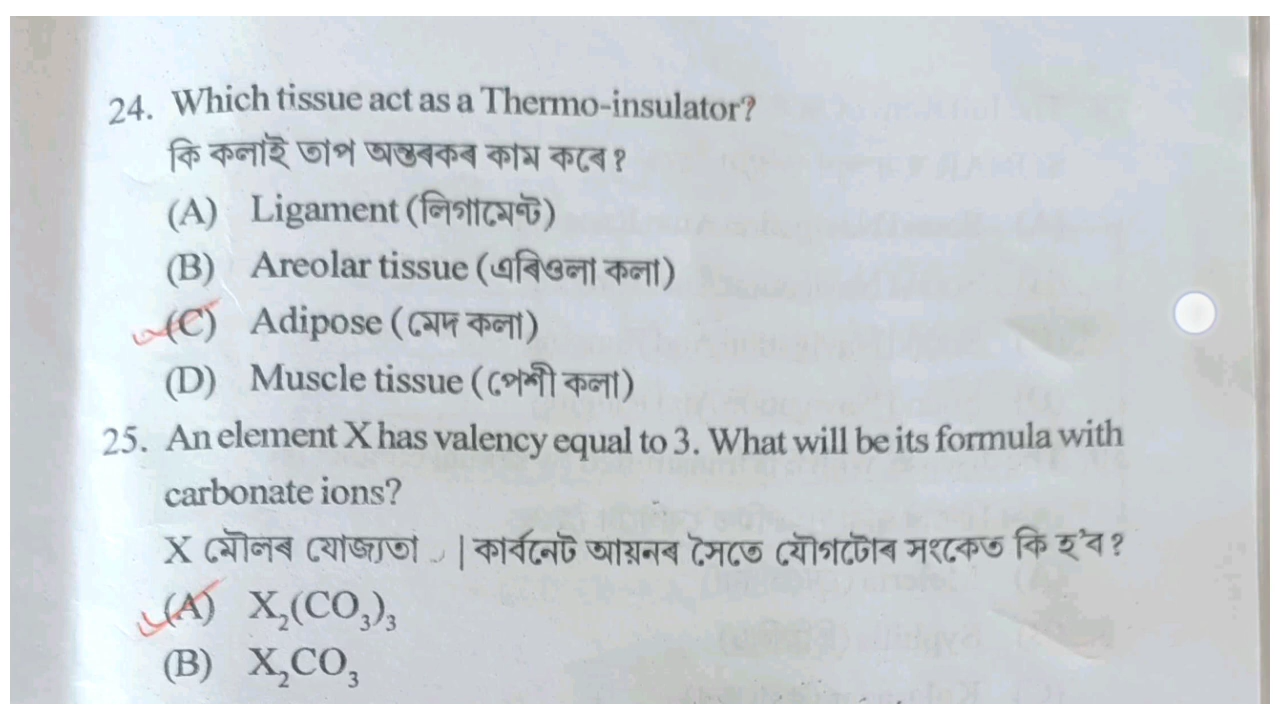 24. Which tissue act as a Thermo-insulator?
কি কলাই তাপ অন্তৰকৰ কাম কৰে ?
(A) Ligament (লিগামেন্ট)
(B) Areolar tissue (এৰিওলা কলা)
(C) Adipose (মেদ কলা)
(D) Muscle tissue (পেশী কলা)
25. An element X has valency equal to 3. What will be its formula with
carbonate ions?
X মৌলৰ যোজ্যতা ৩ | কাৰ্বনেট আয়নৰ সৈতে যৌগটোৰ সংকেত কি হ'ব ?
(A) X₂(CO₃)₃
(B) X₂CO₃